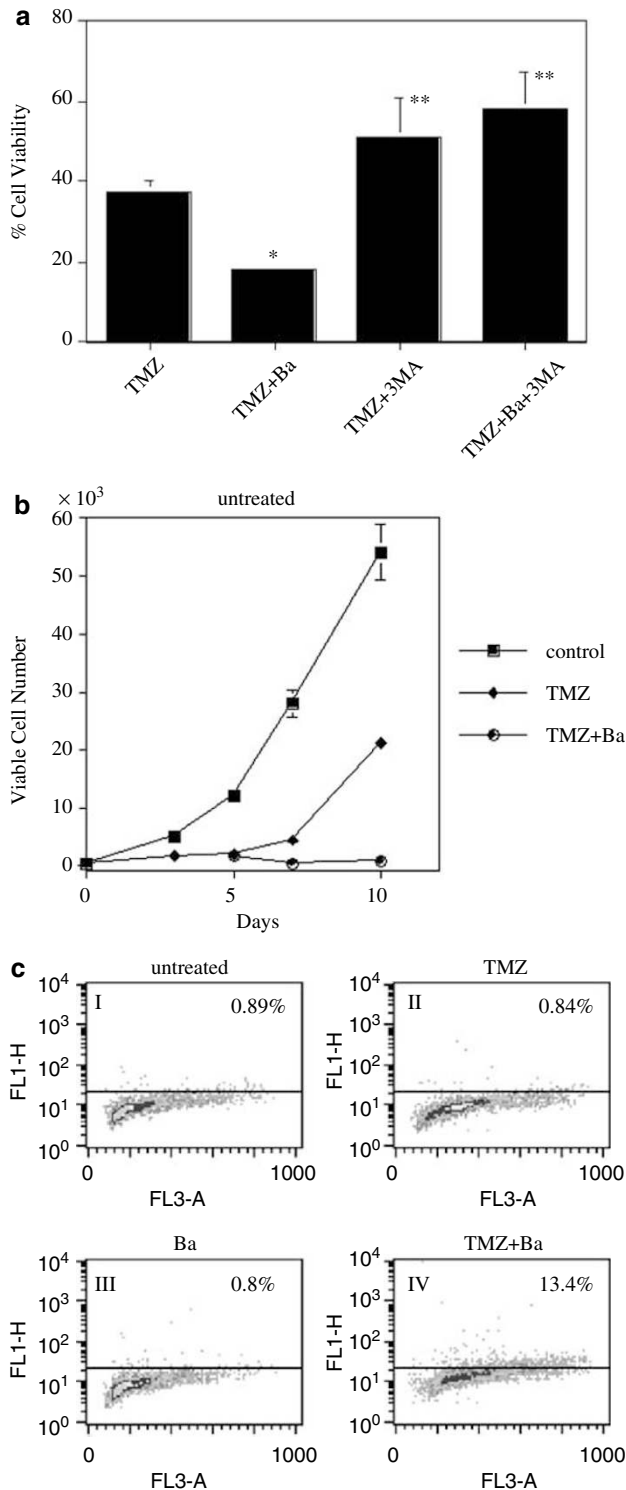 a
80
60
40
20
0
% Cell Viability
*
**
**
TMZ
TMZ+Ba
TMZ+3MA
TMZ+Ba+3MA
b
× 10³
untreated
60
50
40
30
20
10
0
Viable Cell Number
0
5
10
Days
control
TMZ
TMZ+Ba
c
untreated
I
0.89%
10⁴
10³
10²
10¹
10⁰
FL1-H
0
1000
FL3-A
TMZ
II
0.84%
10⁴
10³
10²
10¹
10⁰
FL1-H
0
1000
FL3-A
Ba
III
0.8%
10⁴
10³
10²
10¹
10⁰
FL1-H
0
1000
FL3-A
TMZ+Ba
IV
13.4%
10⁴
10³
10²
10¹
10⁰
FL1-H
0
1000
FL3-A